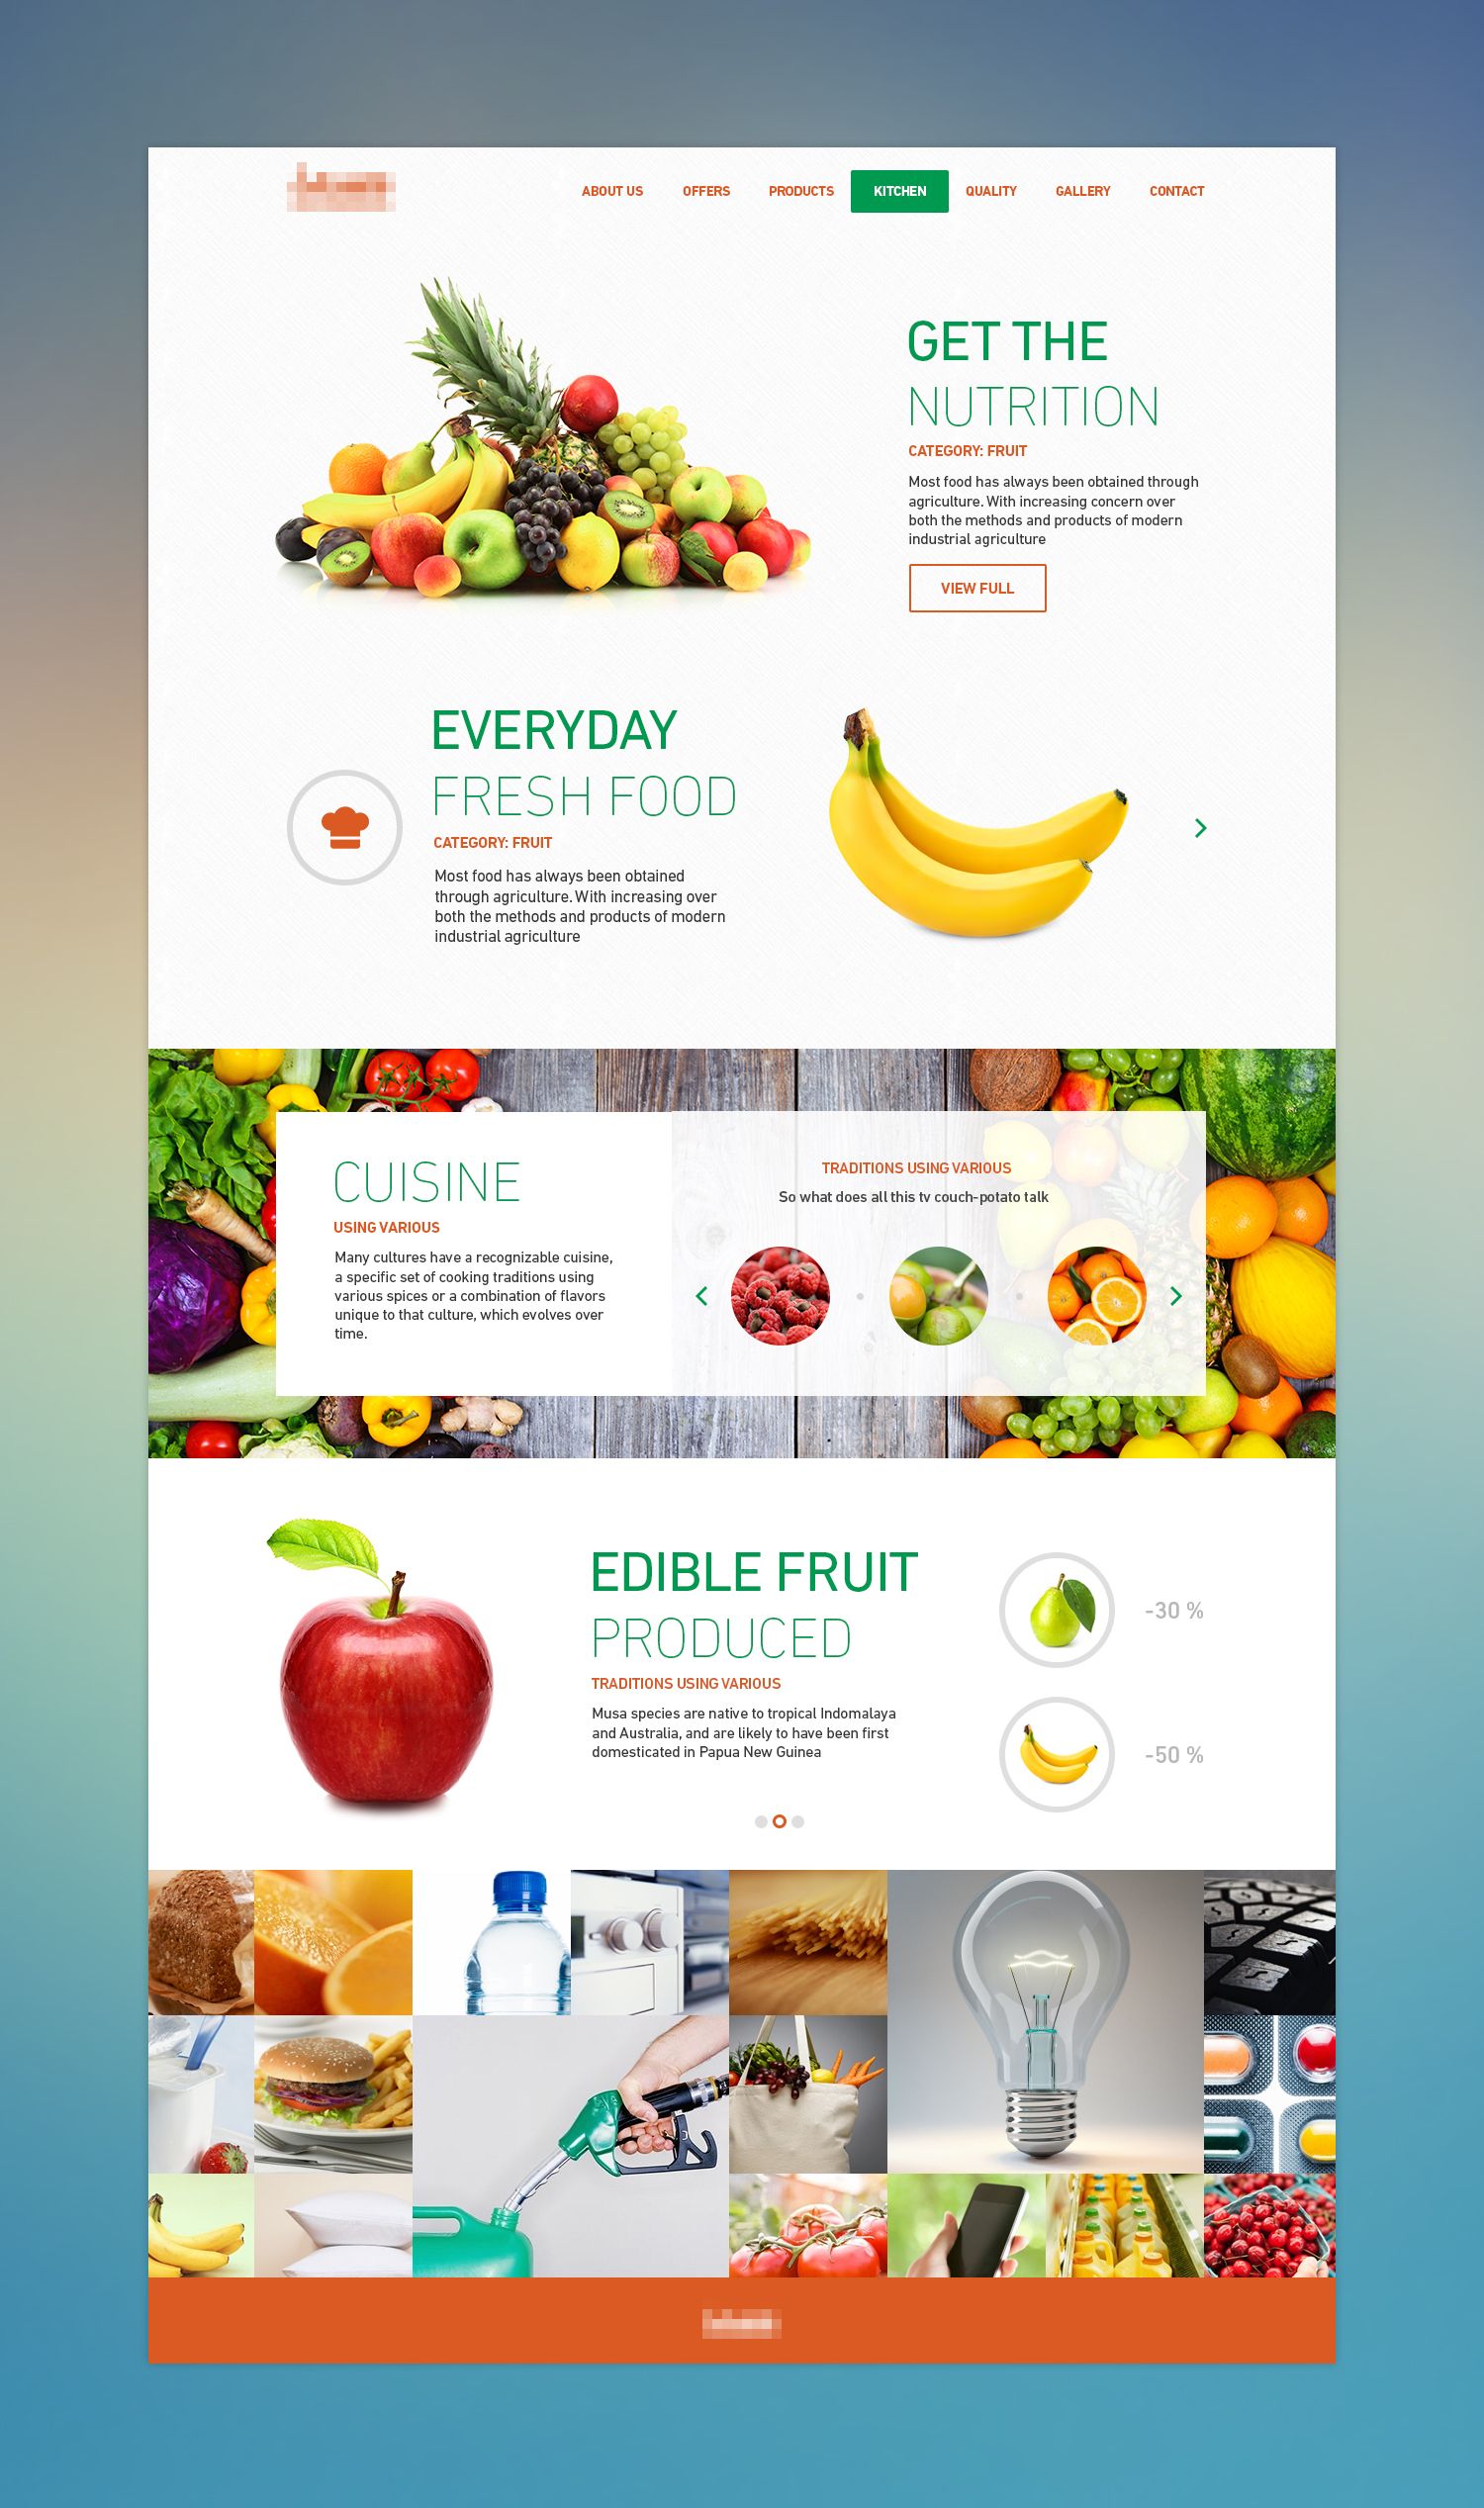 ABOUT US OFFERS PRODUCTS KITCHEN QUALITY GALLERY CONTACT
GET THE
NUTRITION
CATEGORY: FRUIT
Most food has always been obtained through
agriculture. With increasing concern over
both the methods and products of modern
industrial agriculture
VIEW FULL
EVERYDAY
FRESH FOOD
CATEGORY: FRUIT
Most food has always been obtained
through agriculture. With increasing over
both the methods and products of modern
industrial agriculture
CUISINE
USING VARIOUS
Many cultures have a recognizable cuisine,
a specific set of cooking traditions using
various spices or a combination of flavors
unique to that culture, which evolves over
time.
TRADITIONS USING VARIOUS
So what does all this tv couch-potato talk
EDIBLE FRUIT
PRODUCED
TRADITIONS USING VARIOUS
Musa species are native to tropical Indomalaya
and Australia, and are likely to have been first
domesticated in Papua New Guinea
-30 %
-50 %